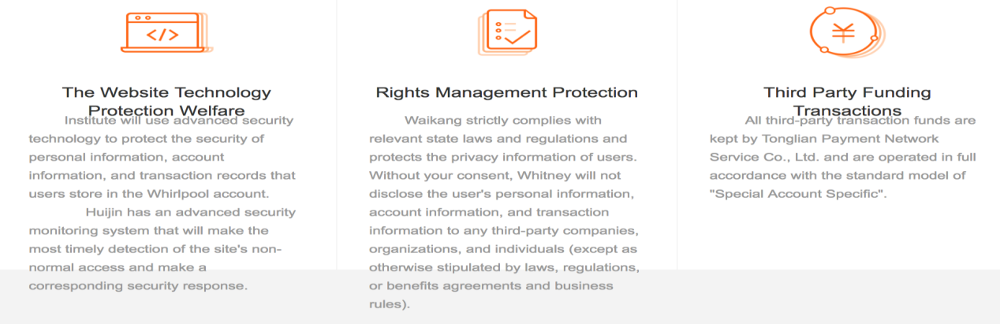 </>
The Website Technology
Protection Welfare
Institute will use advanced security
technology to protect the security of
personal information, account
information, and transaction records that
users store in the Whirlpool account.
Huijin has an advanced security
monitoring system that will make the
most timely detection of the site's non-
normal access and make a
corresponding security response.
Rights Management Protection
Waikang strictly complies with
relevant state laws and regulations and
protects the privacy information of users.
Without your consent, Whitney will not
disclose the user's personal information,
account information, and transaction
information to any third-party companies,
organizations, and individuals (except as
otherwise stipulated by laws, regulations,
or benefits agreements and business
rules).
¥
Third Party Funding
Transactions
All third-party transaction funds are
kept by Tonglian Payment Network
Service Co., Ltd. and are operated in full
accordance with the standard model of
"Special Account Specific".